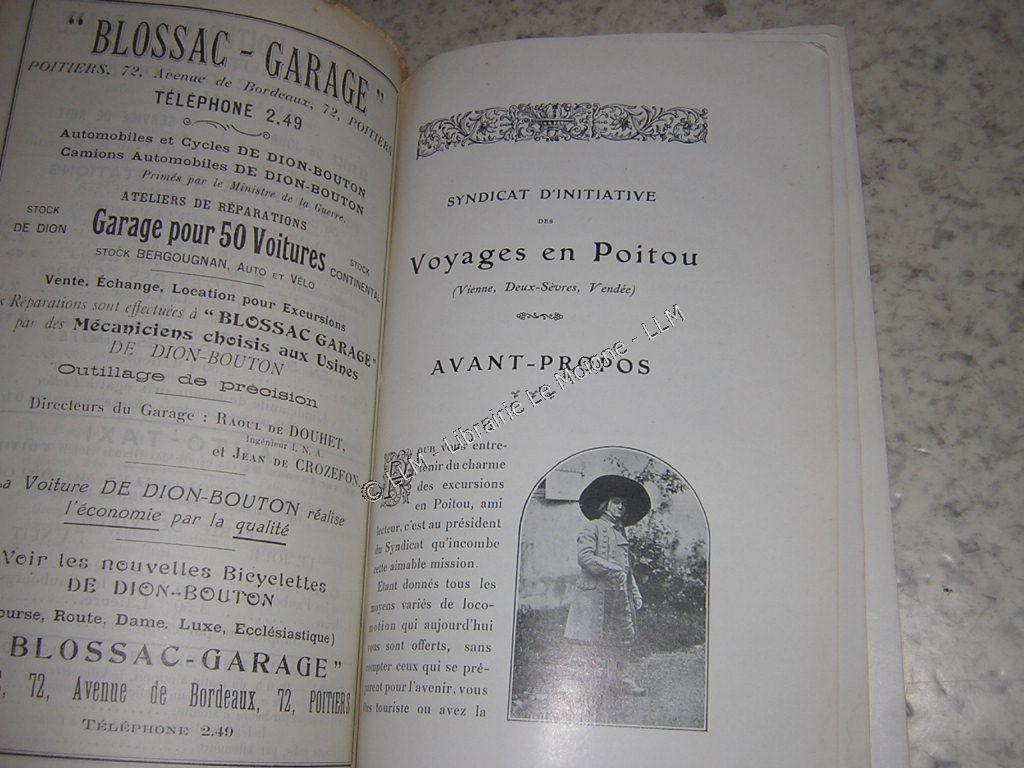 " BLOSSAC - GARAGE "
POITIERS, 72, Avenue de Bordeaux, 72, POITIERS
TÉLÉPHONE 2.49
Automobiles et Cycles DE DION-BOUTON
Camions Automobiles DE DION-BOUTON
Primés par le Ministre de la Guerre.
ATELIERS DE RÉPARATIONS
STOCK
DE DION
Garage pour 50 Voitures
STOCK
CONTINENTAL
STOCK BERGOUGNAN, AUTO ET VÉLO
Vente, Échange, Location pour Excursions
Réparations sont effectuées à "BLOSSAC GARAGE"
par des Mécaniciens choisis aux Usines
DE DION-BOUTON
Outillage de précision
Directeurs du Garage : RAOUL DE DOUHET,
Ingénieur I. N. A.
et JEAN DE CROZEFON
La Voiture DE DION-BOUTON réalise
l'économie par la qualité
Voir les nouvelles Bicyclettes
DE DION-BOUTON
ourse, Route, Dame, Luxe, Ecclésiastique)
BLOSSAC-GARAGE"
72, Avenue de Bordeaux, 72, POITIERS
TÉLÉPHONE 2.49
SYNDICAT D'INITIATIVE
DES
Voyages en Poitou
(Vienne, Deux-Sèvres, Vendée)
AVANT-PROPOS
POUR vous entre-
tenir du charme
des excursions
en Poitou, ami
lecteur, c'est au président
du Syndicat qu'incombe
cette aimable mission.
Etant donnés tous les
moyens variés de loco-
motion qui aujourd'hui
vous sont offerts, sans
compter ceux qui se pré-
parent pour l'avenir, vous
êtes touriste ou avez la
© LLM - Librairie Le Moigne - LLM